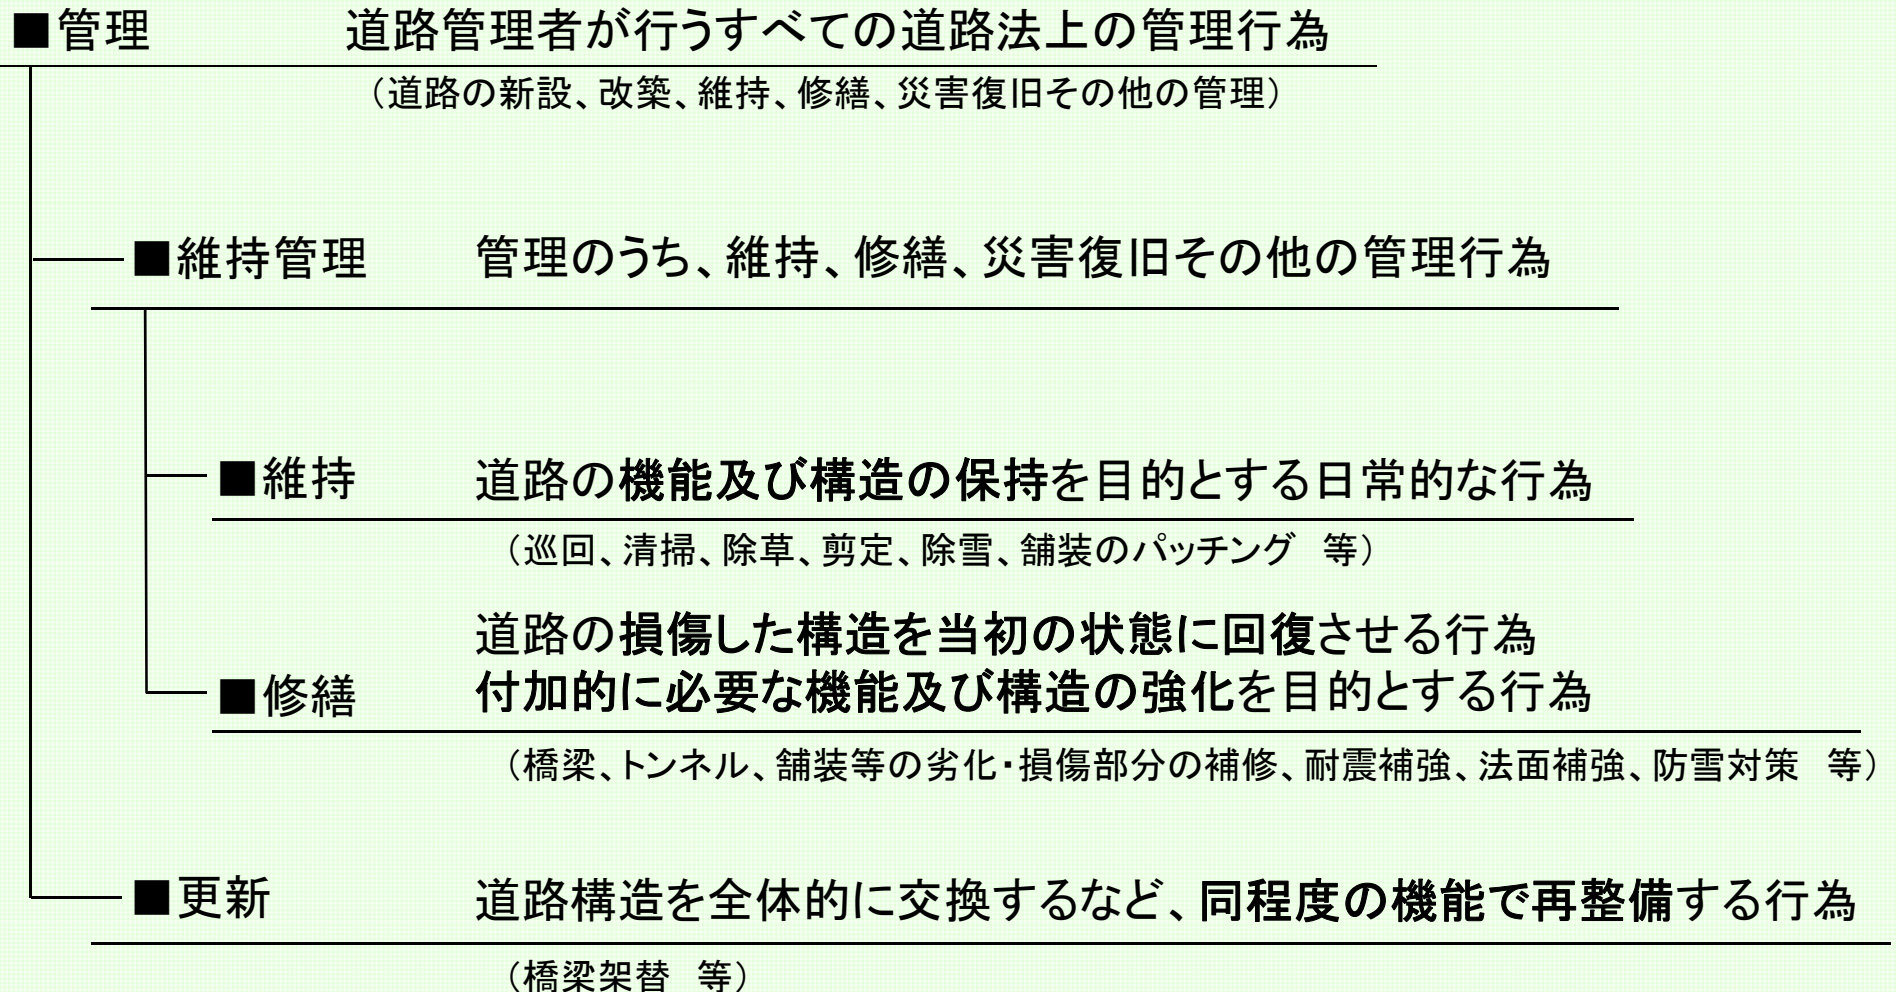 ■管理　道路管理者が行うすべての道路法上の管理行為
（道路の新設、改築、維持、修繕、災害復旧その他の管理）
■維持管理　管理のうち、維持、修繕、災害復旧その他の管理行為
■維持　道路の機能及び構造の保持を目的とする日常的な行為
（巡回、清掃、除草、剪定、除雪、舗装のパッチング　等）
道路の損傷した構造を当初の状態に回復させる行為
■修繕　付加的に必要な機能及び構造の強化を目的とする行為
（橋梁、トンネル、舗装等の劣化・損傷部分の補修、耐震補強、法面補強、防雪対策　等）
■更新　道路構造を全体的に交換するなど、同程度の機能で再整備する行為
（橋梁架替　等）